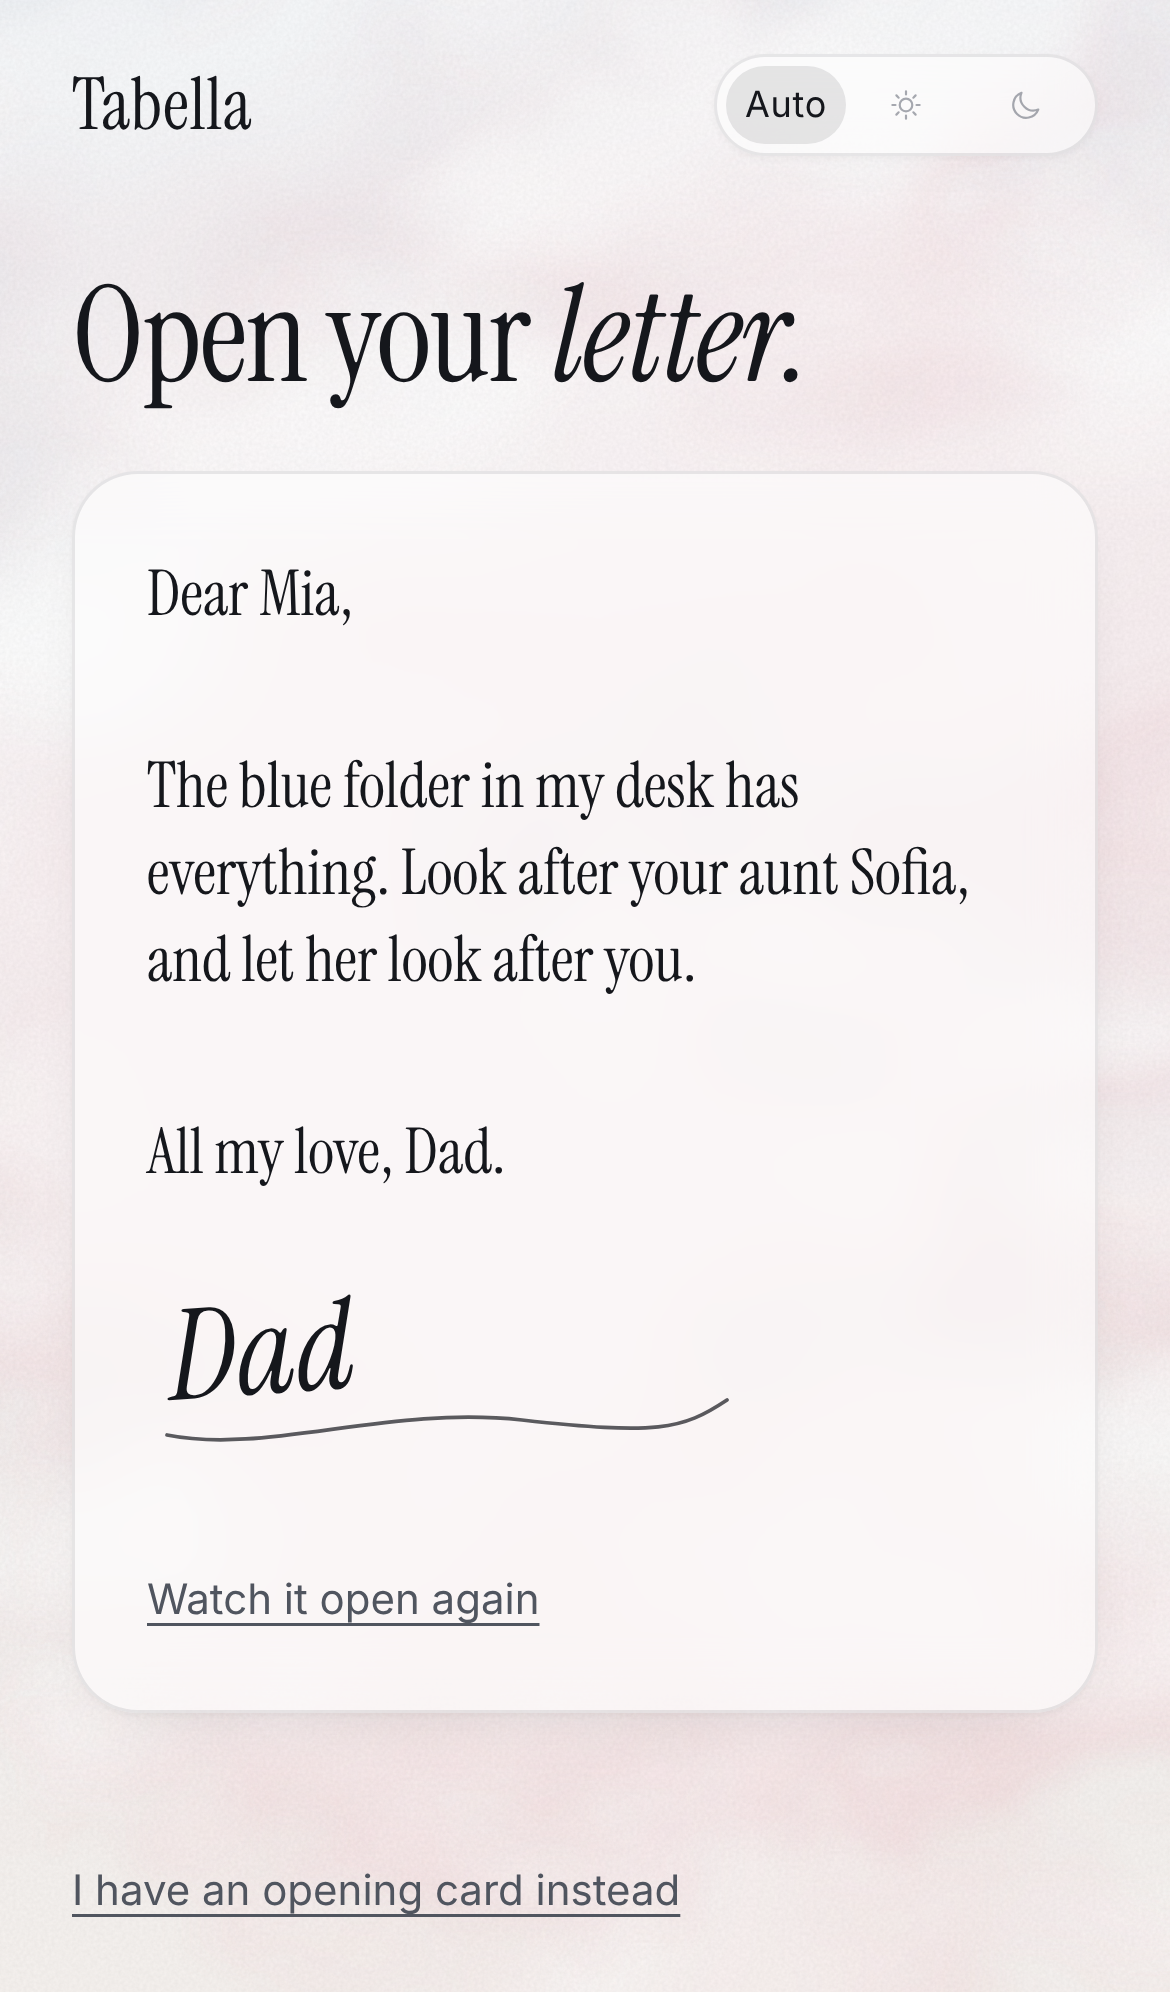 Tabella
Auto
Open your letter.
Dear Mia,
The blue folder in my desk has
everything. Look after your aunt Sofia,
and let her look after you.
All my love, Dad.
Dad
Watch it open again
I have an opening card instead